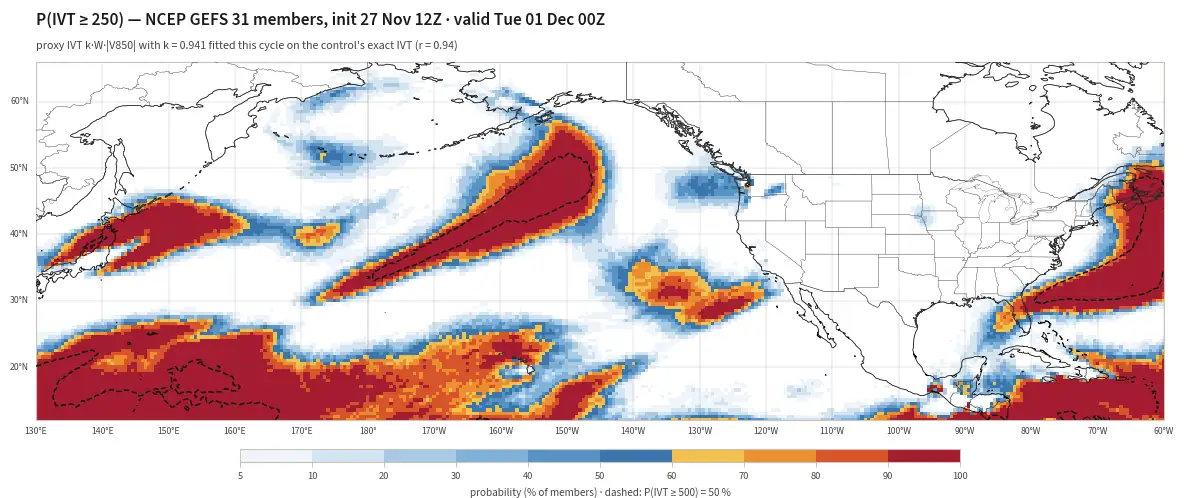 P(IVT ≥ 250) — NCEP GEFS 31 members, init 27 Nov 12Z · valid Tue 01 Dec 00Z
proxy IVT k·W·|V850| with k = 0.941 fitted this cycle on the control's exact IVT (r = 0.94)
60°N
50°N
40°N
30°N
20°N
130°E 140°E 150°E 160°E 170°E 180° 170°W 160°W 150°W 140°W 130°W 120°W 110°W 100°W 90°W 80°W 70°W 60°W
5 10 20 30 40 50 60 70 80 90 100
probability (% of members) · dashed: P(IVT ≥ 500) = 50 %